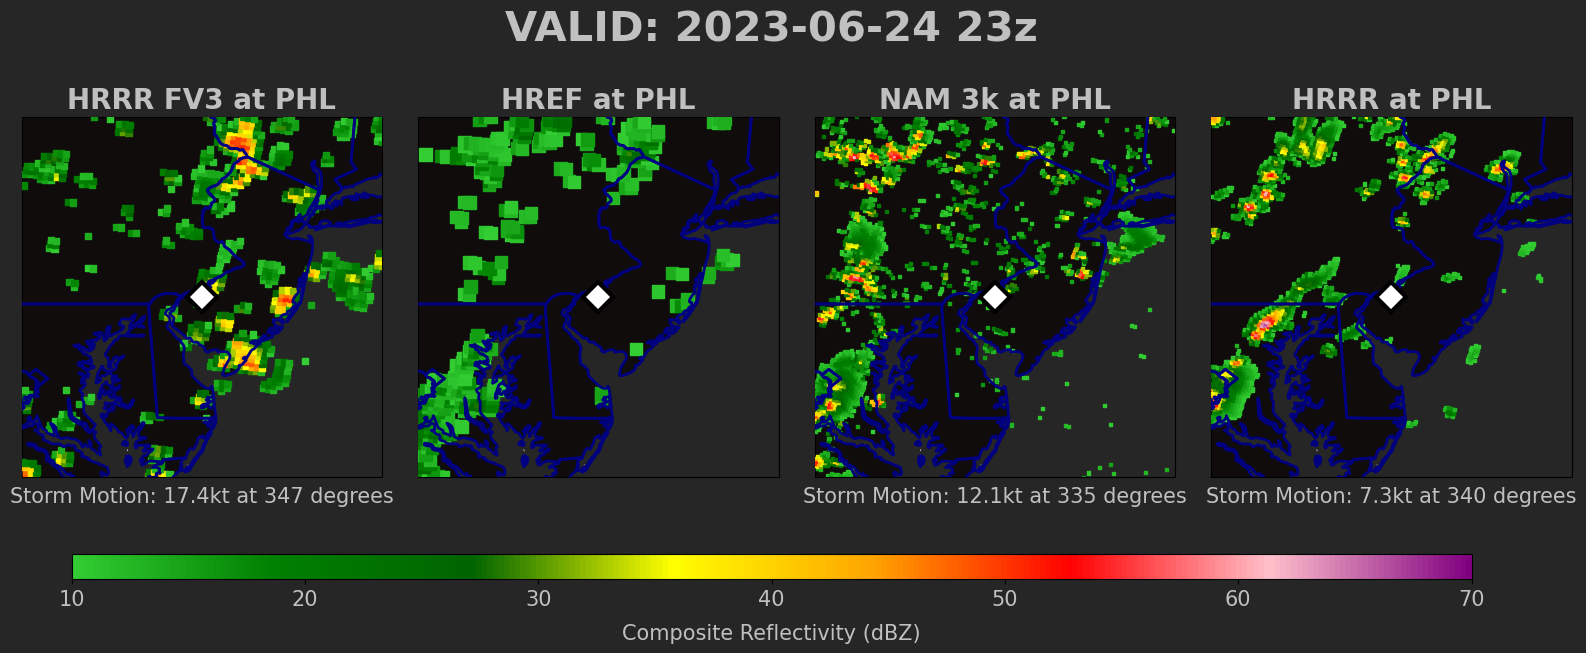 VALID: 2023-06-24 23z
HRRR FV3 at PHL
HREF at PHL
NAM 3k at PHL
HRRR at PHL
Storm Motion: 17.4kt at 347 degrees
Storm Motion: 12.1kt at 335 degrees
Storm Motion: 7.3kt at 340 degrees
10 20 30 40 50 60 70
Composite Reflectivity (dBZ)